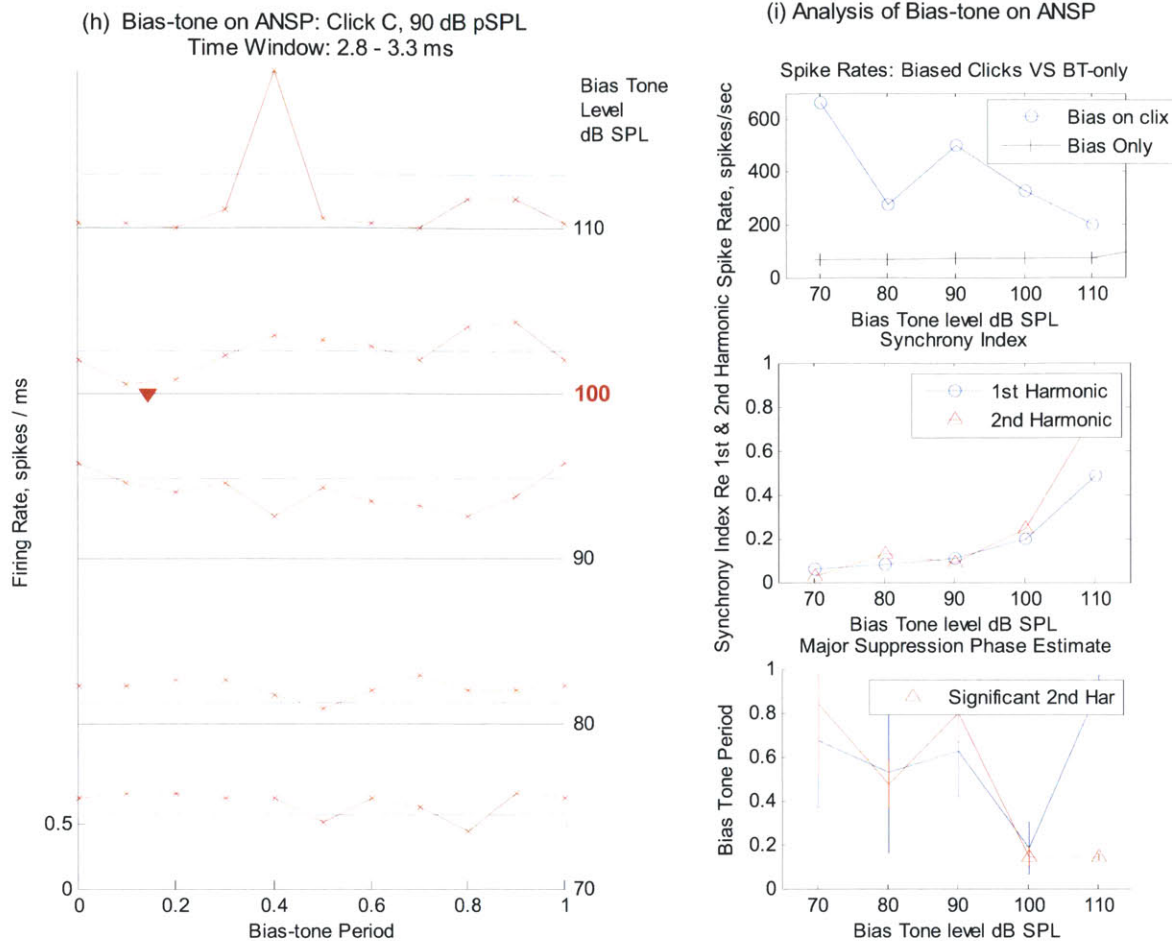 (h) Bias-tone on ANSP: Click C, 90 dB pSPL
Time Window: 2.8 - 3.3 ms
Bias Tone
Level
dB SPL
110
100
90
80
70
0.5
0
Firing Rate, spikes / ms
0 0.2 0.4 0.6 0.8 1
Bias-tone Period
(i) Analysis of Bias-tone on ANSP
Spike Rates: Biased Clicks VS BT-only
Bias on clix
Bias Only
600
400
200
0
70 80 90 100 110
Bias Tone level dB SPL
Synchrony Index Re 1st & 2nd Harmonic Spike Rate, spikes/sec
Synchrony Index
1st Harmonic
2nd Harmonic
1
0.8
0.6
0.4
0.2
0
70 80 90 100 110
Bias Tone level dB SPL
Major Suppression Phase Estimate
Significant 2nd Har
1
0.8
0.6
0.4
0.2
0
Bias Tone Period
70 80 90 100 110
Bias Tone level dB SPL